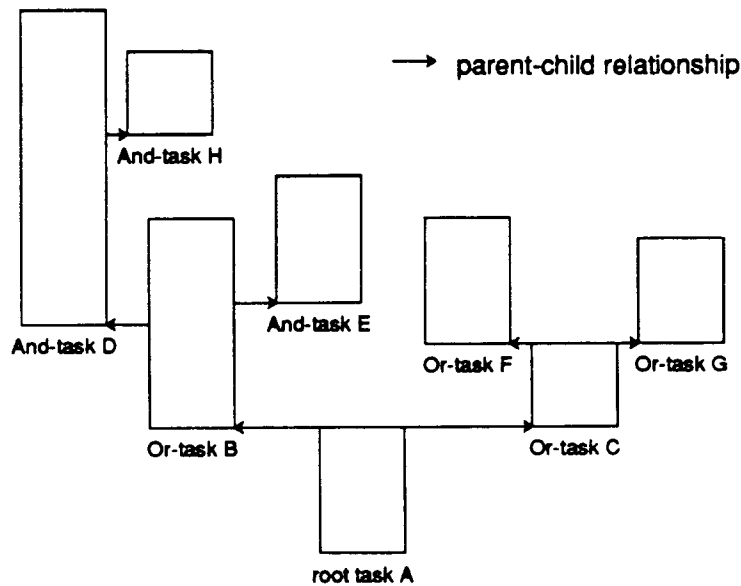 parent-child relationship
And-task H
And-task E
And-task D
Or-task F
Or-task G
Or-task B
Or-task C
root task A